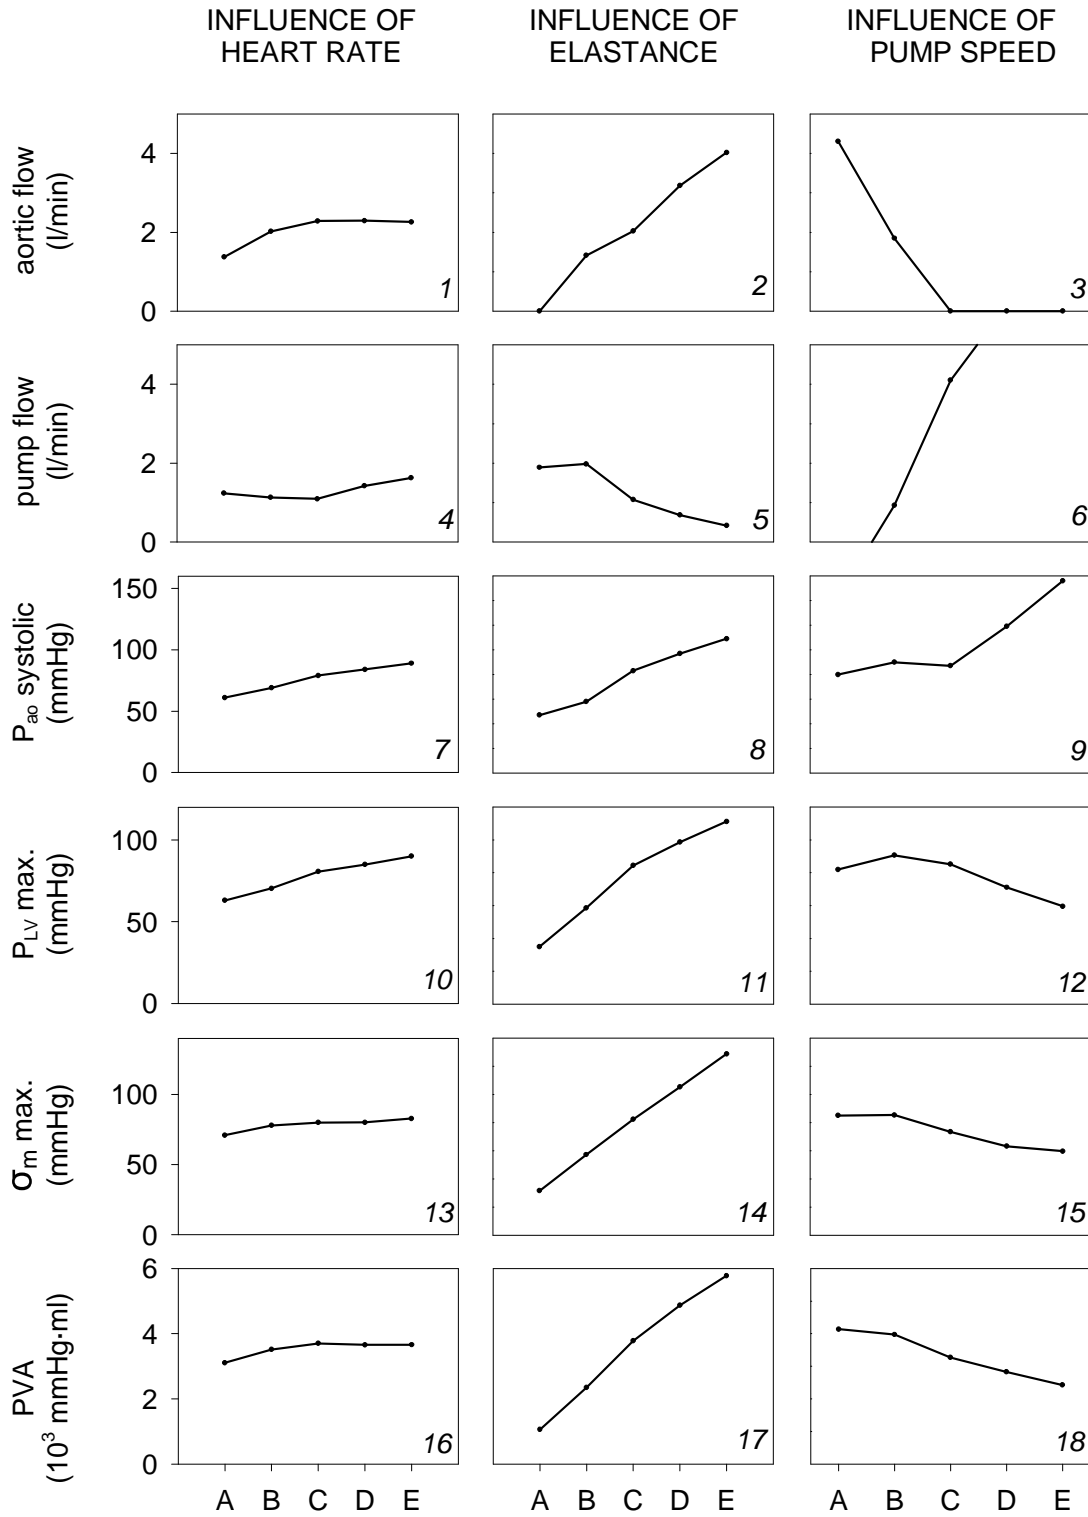 INFLUENCE OF
HEART RATE
INFLUENCE OF
ELASTANCE
INFLUENCE OF
PUMP SPEED
aortic flow
(l/min)
4
2
0
1
2
3
pump flow
(l/min)
4
2
0
4
5
6
Pao systolic
(mmHg)
150
100
50
0
7
8
9
PLV max.
(mmHg)
100
50
0
10
11
12
σm max.
(mmHg)
100
50
0
13
14
15
PVA
(10³ mmHg·ml)
6
4
2
0
16
17
18
A B C D E
A B C D E
A B C D E